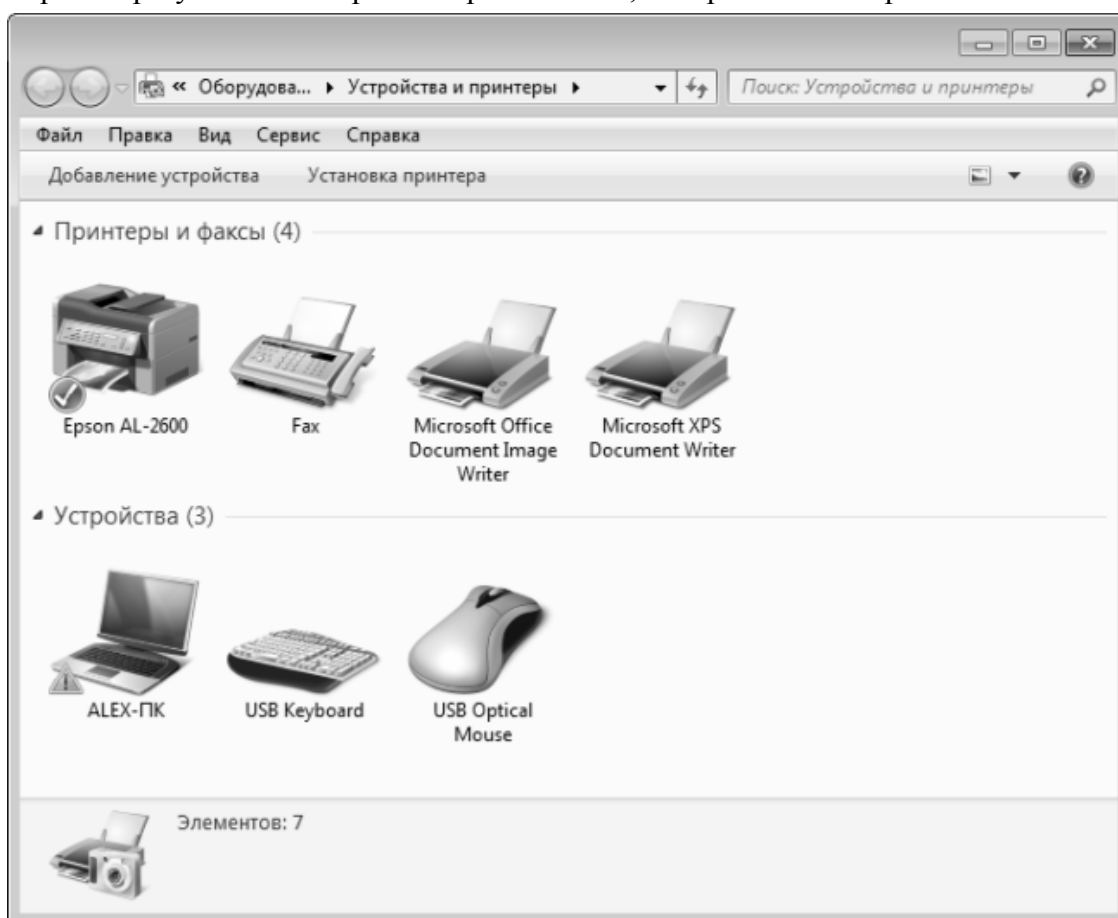 « Оборудова... Устройства и принтеры
Поиск: Устройства и принтеры
Файл Правка Вид Сервис Справка
Добавление устройства Установка принтера
Принтеры и факсы (4)
Epson AL-2600
Fax
Microsoft Office
Document Image
Writer
Microsoft XPS
Document Writer
Устройства (3)
ALEX-ПК
USB Keyboard
USB Optical
Mouse
Элементов: 7